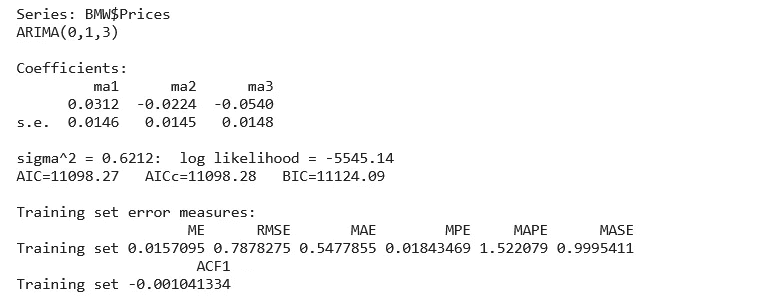 Series: BMW$Prices
ARIMA(0,1,3)
Coefficients:
ma1 ma2 ma3
0.0312 -0.0224 -0.0540
s.e. 0.0146 0.0145 0.0148
sigma^2 = 0.6212: log likelihood = -5545.14
AIC=11098.27 AICc=11098.28 BIC=11124.09
Training set error measures:
ME RMSE MAE MPE MAPE MASE
Training set 0.0157095 0.7878275 0.5477855 0.01843469 1.522079 0.9995411
ACF1
Training set -0.001041334